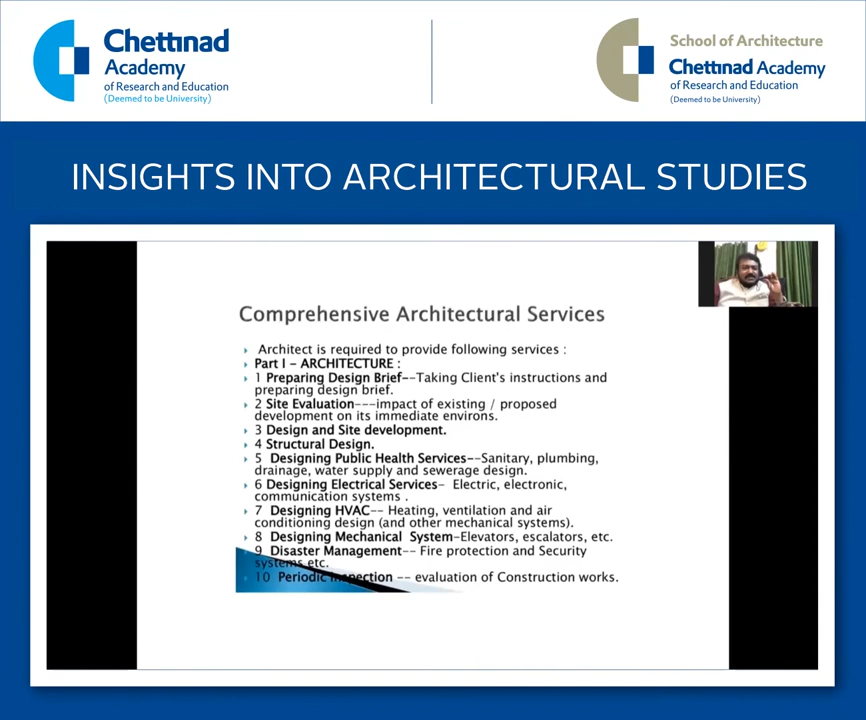 Chettinad
Academy
of Research and Education
(Deemed to be University)
School of Architecture
Chettinad Academy
of Research and Education
(Deemed to be University)
INSIGHTS INTO ARCHITECTURAL STUDIES
Comprehensive Architectural Services
Architect is required to provide following services :
Part I - ARCHITECTURE :
1 Preparing Design Brief--Taking Client's instructions and
preparing design brief.
2 Site Evaluation---impact of existing / proposed
development on its immediate environs.
3 Design and Site development.
4 Structural Design.
5 Designing Public Health Services--Sanitary, plumbing,
drainage, water supply and sewerage design.
6 Designing Electrical Services- Electric, electronic,
communication systems .
7 Designing HVAC-- Heating, ventilation and air
conditioning design (and other mechanical systems).
8 Designing Mechanical System-Elevators, escalators, etc.
9 Disaster Management-- Fire protection and Security
systems etc.
10 Periodic Inspection -- evaluation of Construction works.